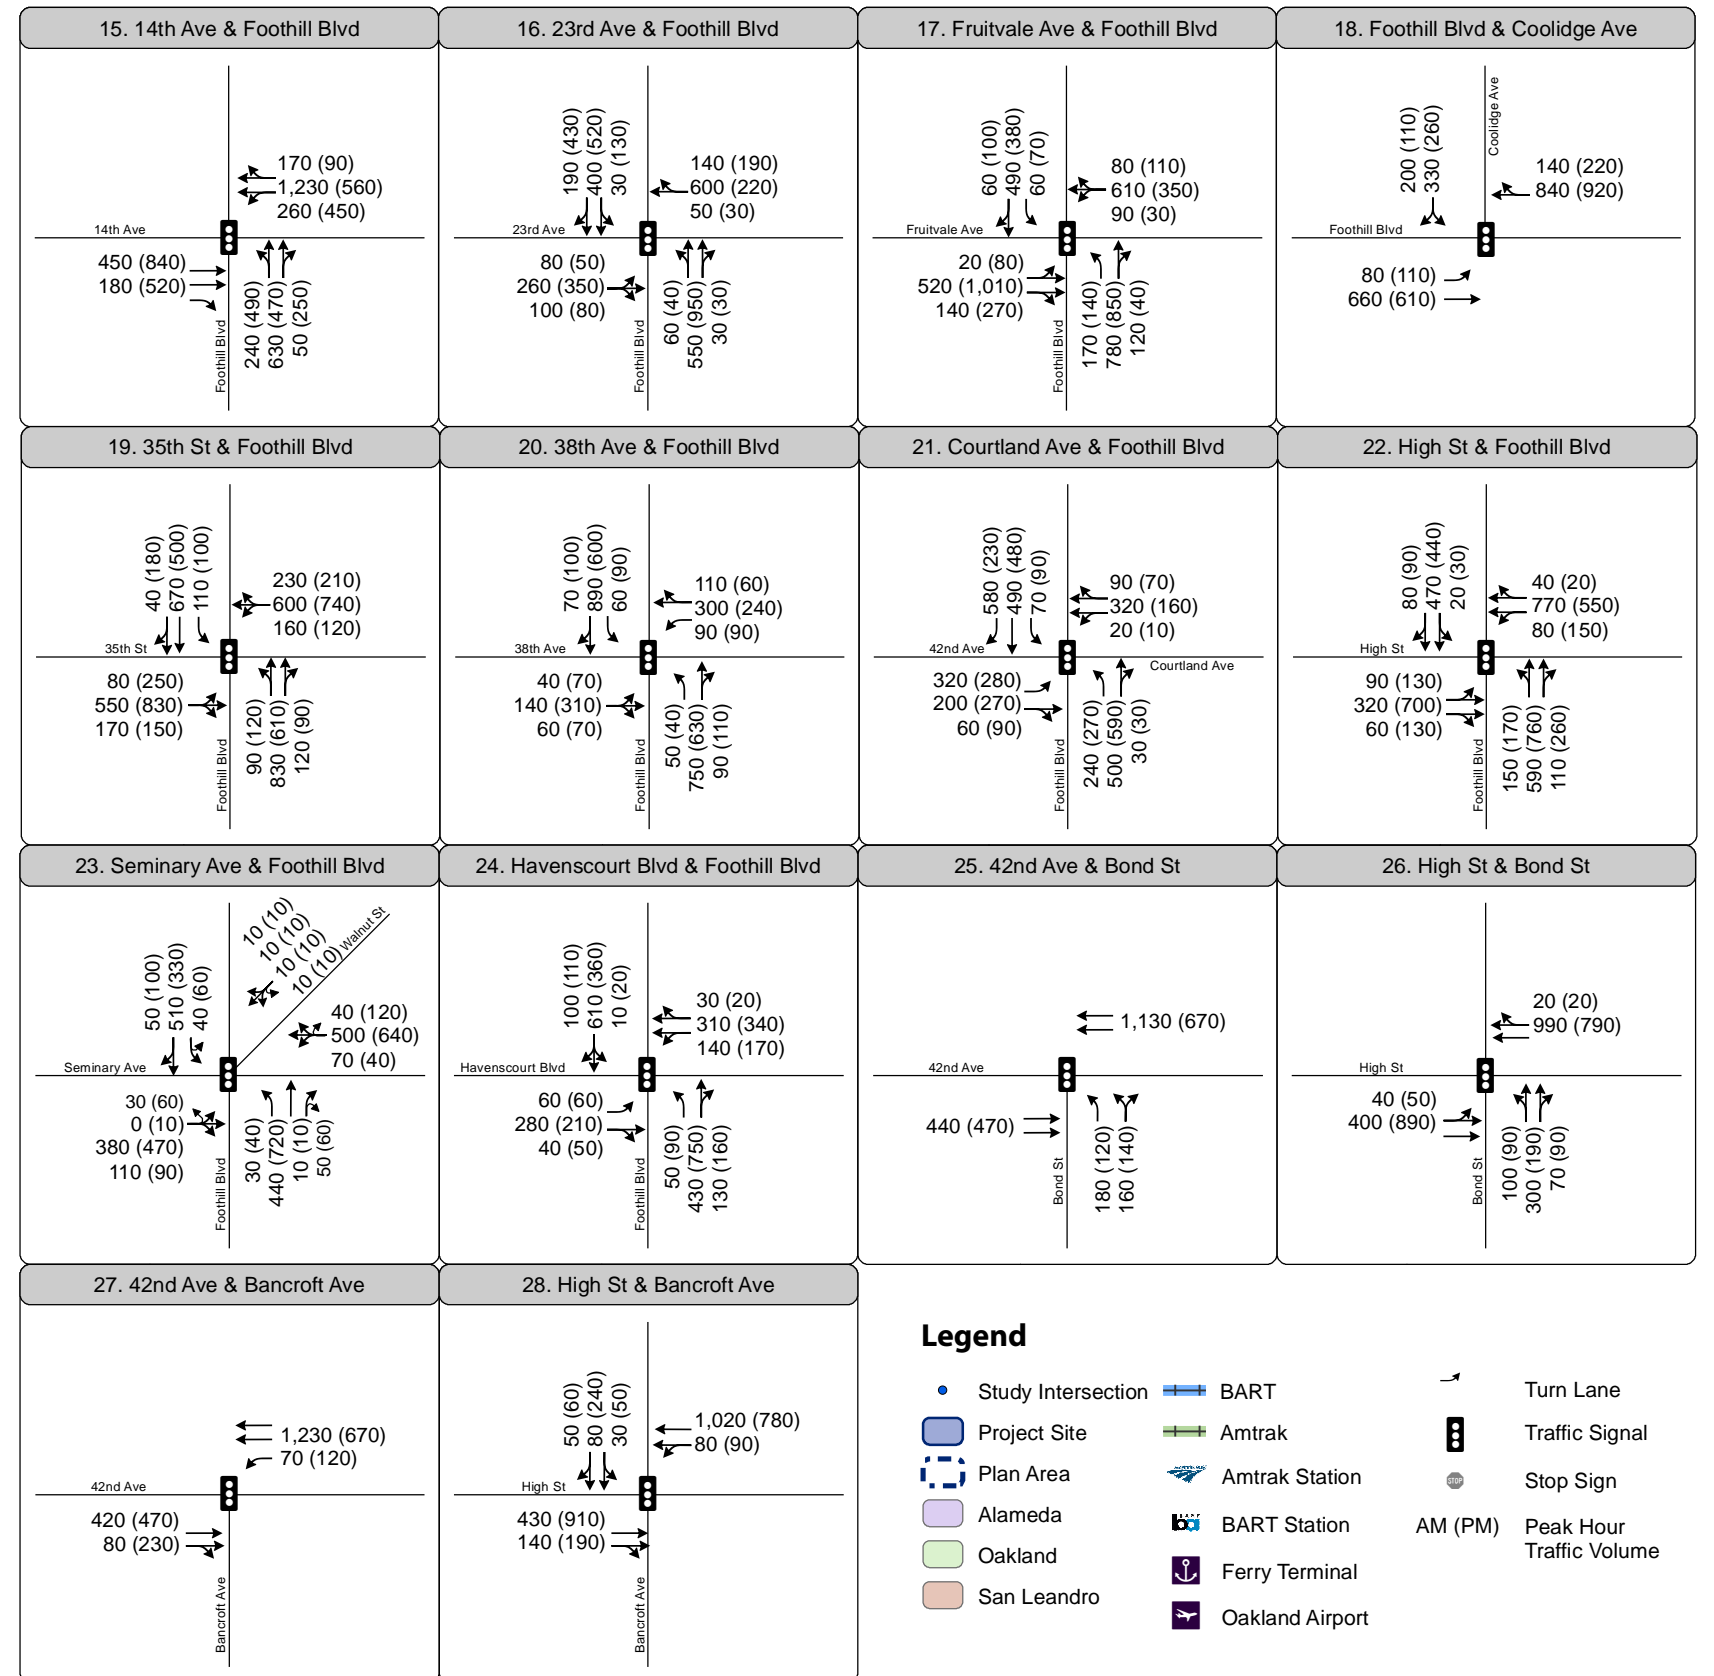 15. 14th Ave & Foothill Blvd
170 (90)
1,230 (560)
260 (450)
14th Ave
450 (840)
180 (520)
Foothill Blvd
240 (490)
630 (470)
50 (250)
16. 23rd Ave & Foothill Blvd
190 (430)
400 (520)
30 (130)
140 (190)
600 (220)
50 (30)
23rd Ave
80 (50)
260 (350)
100 (80)
Foothill Blvd
60 (40)
550 (950)
30 (30)
17. Fruitvale Ave & Foothill Blvd
60 (100)
490 (380)
60 (70)
80 (110)
610 (350)
90 (30)
Fruitvale Ave
20 (80)
520 (1,010)
140 (270)
Foothill Blvd
170 (140)
780 (850)
120 (40)
18. Foothill Blvd & Coolidge Ave
200 (110)
330 (260)
Coolidge Ave
140 (220)
840 (920)
Foothill Blvd
80 (110)
660 (610)
19. 35th St & Foothill Blvd
40 (180)
670 (500)
110 (100)
230 (210)
600 (740)
160 (120)
35th St
80 (250)
550 (830)
170 (150)
Foothill Blvd
90 (120)
830 (610)
120 (90)
20. 38th Ave & Foothill Blvd
70 (100)
890 (600)
60 (90)
110 (60)
300 (240)
90 (90)
38th Ave
40 (70)
140 (310)
60 (70)
Foothill Blvd
50 (40)
750 (630)
90 (110)
21. Courtland Ave & Foothill Blvd
580 (230)
490 (480)
70 (90)
90 (70)
320 (160)
20 (10)
42nd Ave
Courtland Ave
320 (280)
200 (270)
60 (90)
Foothill Blvd
240 (270)
500 (590)
30 (30)
22. High St & Foothill Blvd
80 (90)
470 (440)
20 (30)
40 (20)
770 (550)
80 (150)
High St
90 (130)
320 (700)
60 (130)
Foothill Blvd
150 (170)
590 (760)
110 (260)
23. Seminary Ave & Foothill Blvd
50 (100)
510 (330)
40 (60)
10 (10)
10 (10)
10 (10)
10 (10)
Walnut St
40 (120)
500 (640)
70 (40)
Seminary Ave
30 (60)
0 (10)
380 (470)
110 (90)
Foothill Blvd
30 (40)
440 (720)
10 (10)
50 (60)
24. Havenscourt Blvd & Foothill Blvd
100 (110)
610 (360)
10 (20)
30 (20)
310 (340)
140 (170)
Havenscourt Blvd
60 (60)
280 (210)
40 (50)
Foothill Blvd
50 (90)
430 (750)
130 (160)
25. 42nd Ave & Bond St
1,130 (670)
42nd Ave
440 (470)
Bond St
180 (120)
160 (140)
26. High St & Bond St
20 (20)
990 (790)
High St
40 (50)
400 (890)
Bond St
100 (90)
300 (190)
70 (90)
27. 42nd Ave & Bancroft Ave
1,230 (670)
70 (120)
42nd Ave
420 (470)
80 (230)
Bancroft Ave
28. High St & Bancroft Ave
50 (60)
80 (240)
30 (50)
1,020 (780)
80 (90)
High St
430 (910)
140 (190)
Bancroft Ave
Legend
Study Intersection
Project Site
Plan Area
Alameda
Oakland
San Leandro
BART
Amtrak
Amtrak Station
BART Station
Ferry Terminal
Oakland Airport
Turn Lane
Traffic Signal
STOP Stop Sign
AM (PM) Peak Hour
Traffic Volume